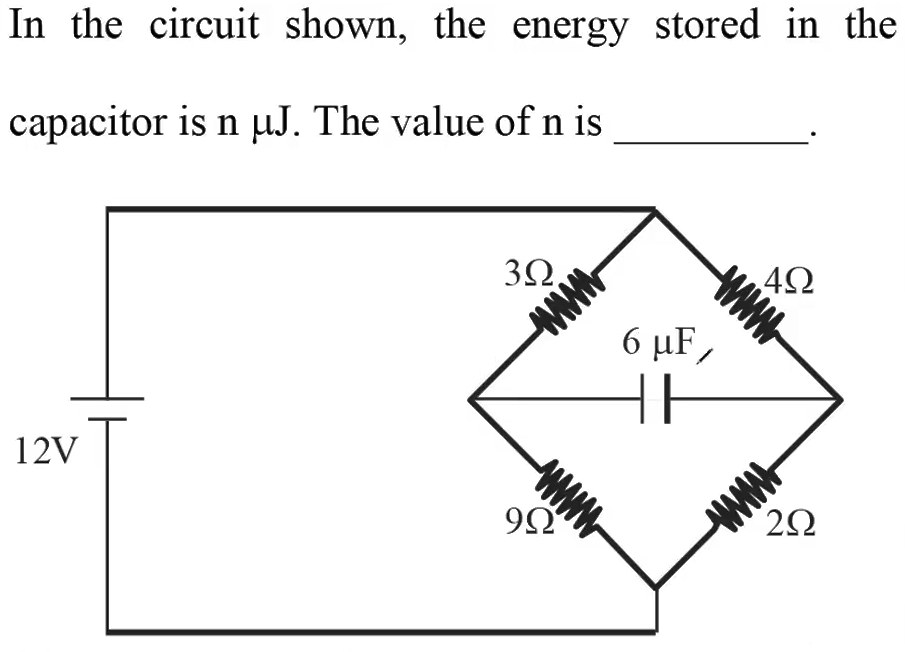 In the circuit shown, the energy stored in the
capacitor is n μJ. The value of n is __________.
3Ω
4Ω
6 μF
12V
9Ω
2Ω